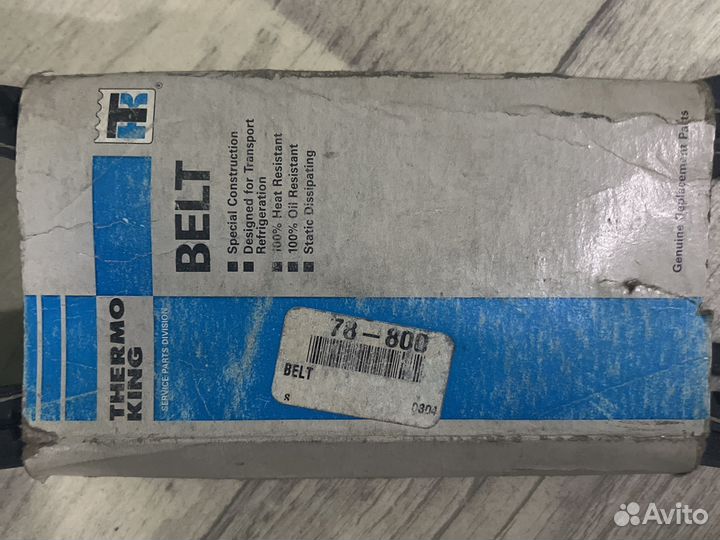 TK
®
BELT
Special Construction
Designed for Transport
Refrigeration
100% Heat Resistant
100% Oil Resistant
Static Dissipating
Genuine Replacement Parts
THERMO
KING
SERVICE PARTS DIVISION
78-800
BELT
S 0304
Avito